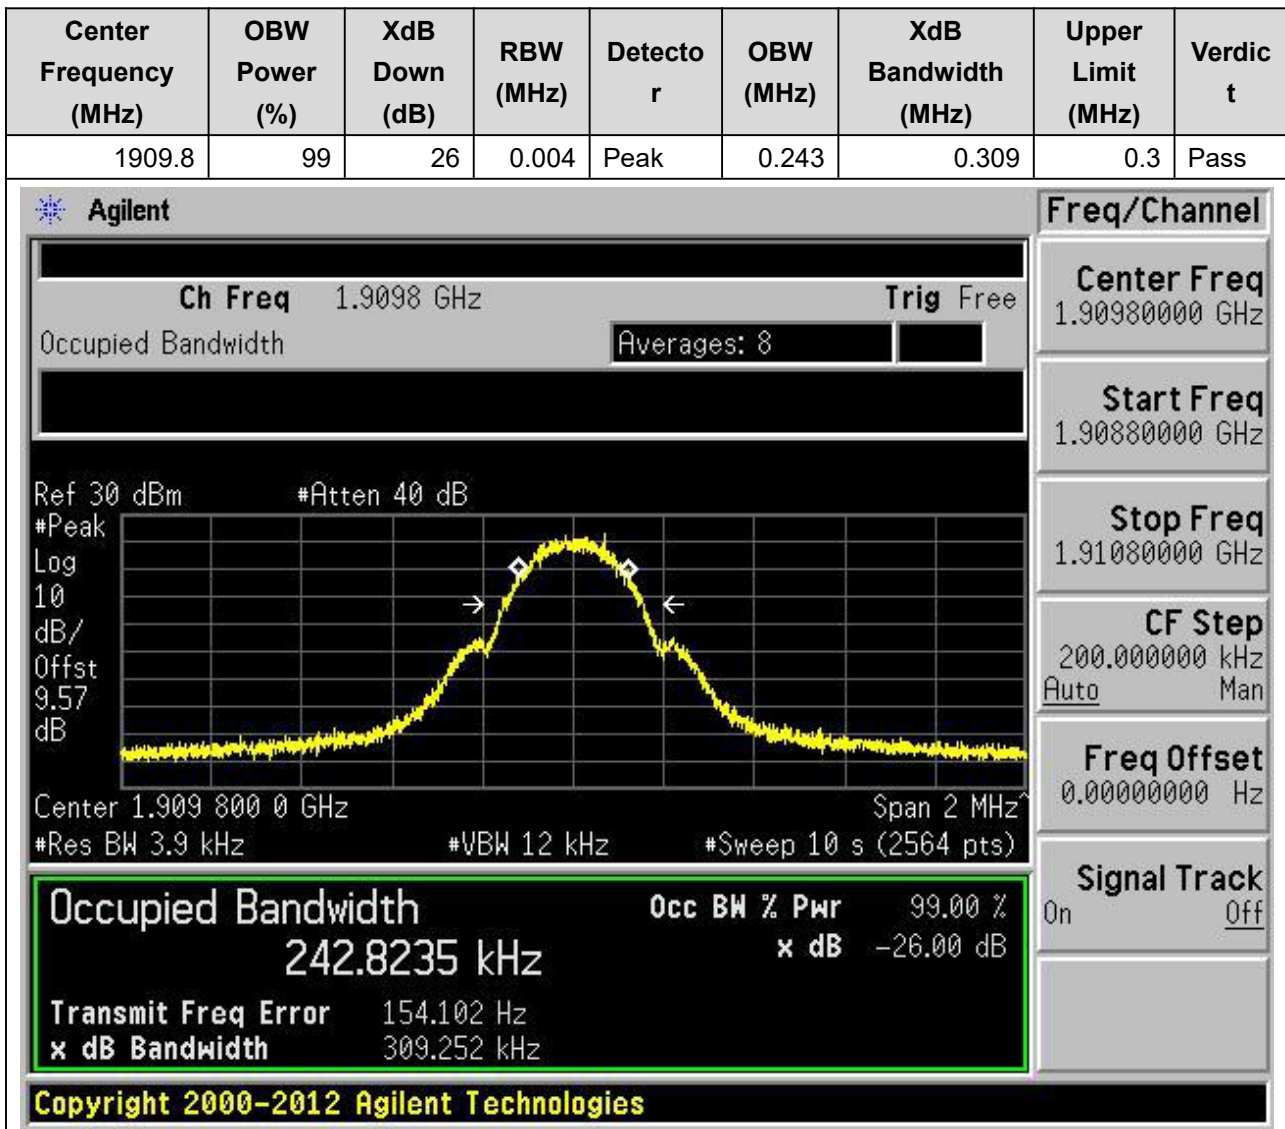 Center Frequency (MHz) OBW Power (%) XdB Down (dB) RBW (MHz) Detecto r OBW (MHz) XdB Bandwidth (MHz) Upper Limit (MHz) Verdic t
1909.8 99 26 0.004 Peak 0.243 0.309 0.3 Pass
Agilent
Freq/Channel
Ch Freq 1.9098 GHz Trig Free
Occupied Bandwidth Averages: 8
Center Freq
1.90980000 GHz
Start Freq
1.90880000 GHz
Stop Freq
1.91080000 GHz
CF Step
200.000000 kHz
Auto Man
Freq Offset
0.00000000 Hz
Signal Track
On Off
Ref 30 dBm #Atten 40 dB
#Peak
Log
10
dB/
Offst
9.57
dB
Center 1.909 800 0 GHz Span 2 MHz^
#Res BW 3.9 kHz #VBW 12 kHz #Sweep 10 s (2564 pts)
Occupied Bandwidth Occ BW % Pwr 99.00 %
242.8235 kHz x dB -26.00 dB
Transmit Freq Error 154.102 Hz
x dB Bandwidth 309.252 kHz
Copyright 2000-2012 Agilent Technologies